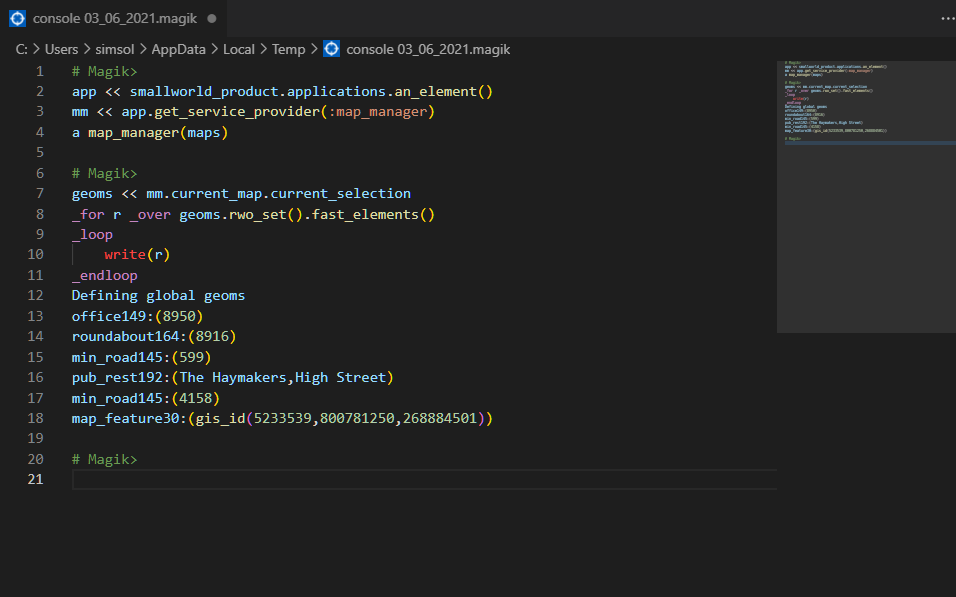 console 03_06_2021.magik
C: > Users > simsol > AppData > Local > Temp > console 03_06_2021.magik
1 # Magik>
2 app << smallworld_product.applications.an_element()
3 mm << app.get_service_provider(:map_manager)
4 a map_manager(maps)
5
6 # Magik>
7 geoms << mm.current_map.current_selection
8 _for r _over geoms.rwo_set().fast_elements()
9 _loop
10 write(r)
11 _endloop
12 Defining global geoms
13 office149:(8950)
14 roundabout164:(8916)
15 min_road145:(599)
16 pub_rest192:(The Haymakers,High Street)
17 min_road145:(4158)
18 map_feature30:(gis_id(5233539,800781250,268884501))
19
20 # Magik>
21